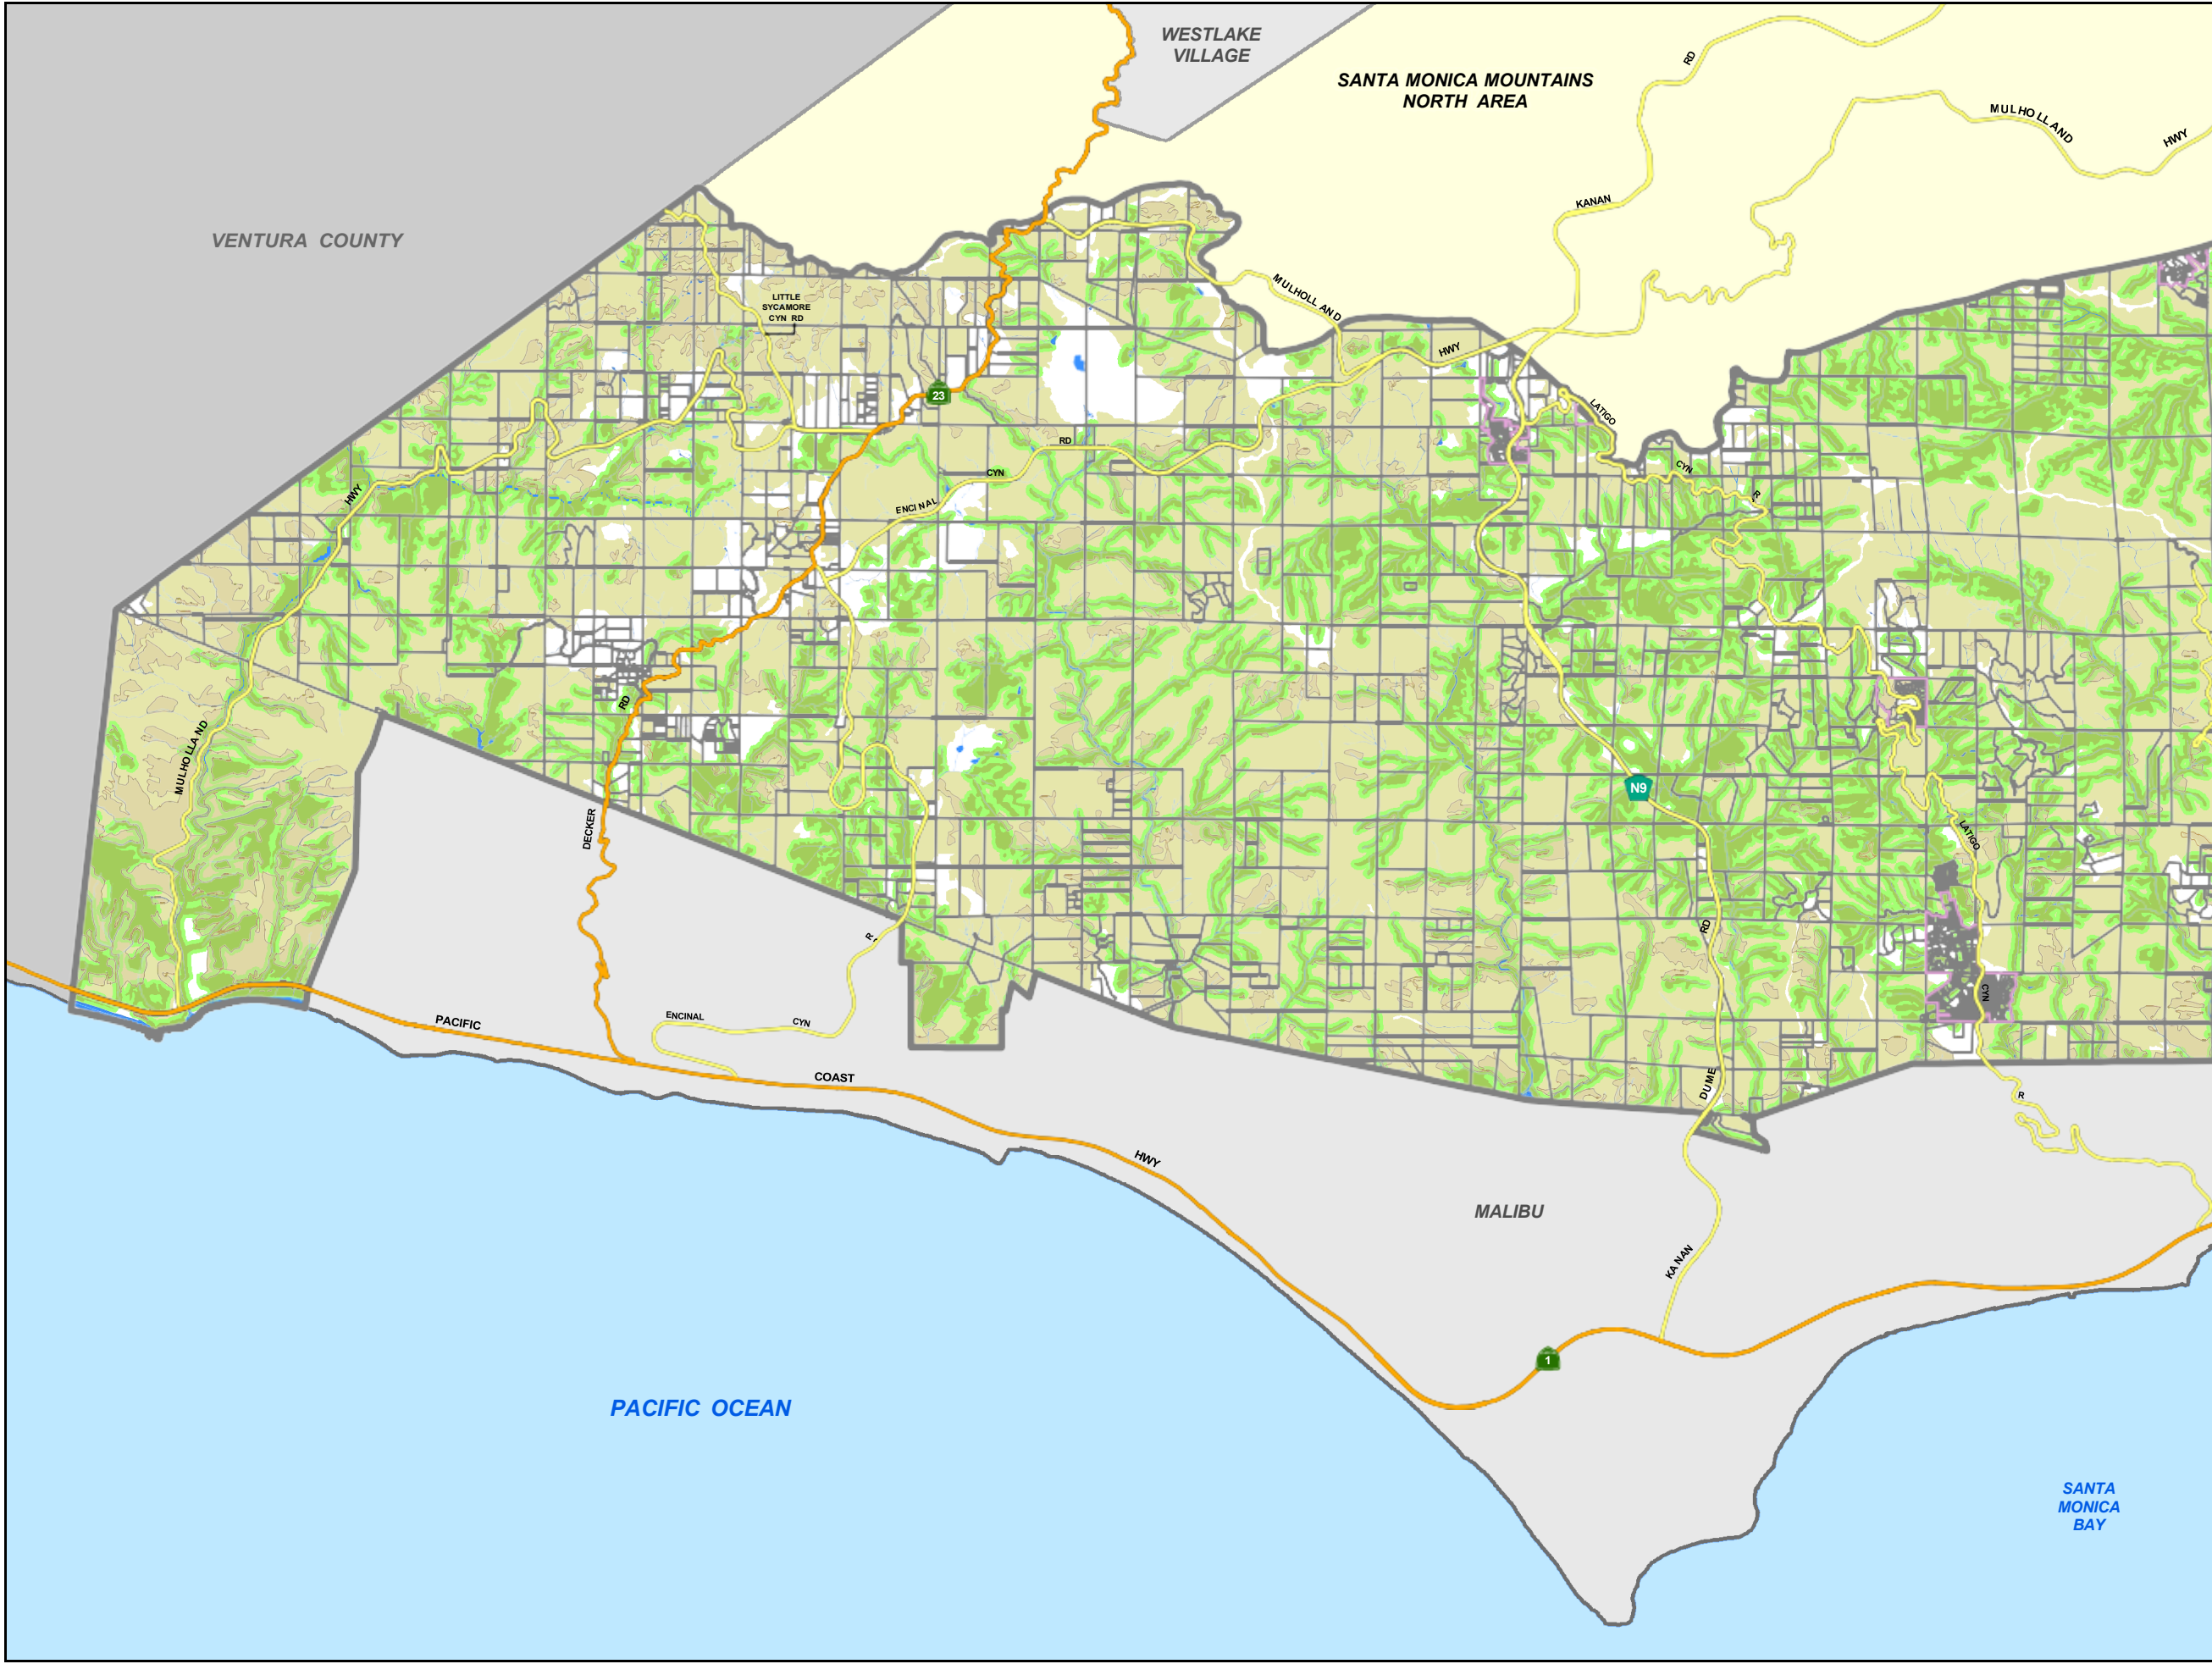 WESTLAKE
VILLAGE
SANTA MONICA MOUNTAINS
NORTH AREA
RD
MULHOLLAND
HWY
KANAN
VENTURA COUNTY
LITTLE
SYCAMORE
CYN RD
MULHOLLAND
HWY
23
LATIGO
RD
CYN
CYN
R
ENCINAL
HWY
RD
MULHOLLAND
N9
DECKER
LATIGO
RD
R
CYN
PACIFIC
ENCINAL
CYN
COAST
DUME
R
HWY
MALIBU
KANAN
1
PACIFIC OCEAN
SANTA
MONICA
BAY